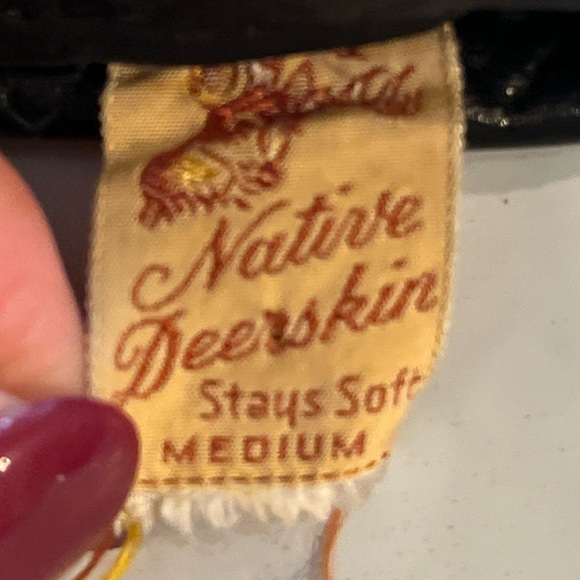 Native
Deerskin
Stays Soft
MEDIUM